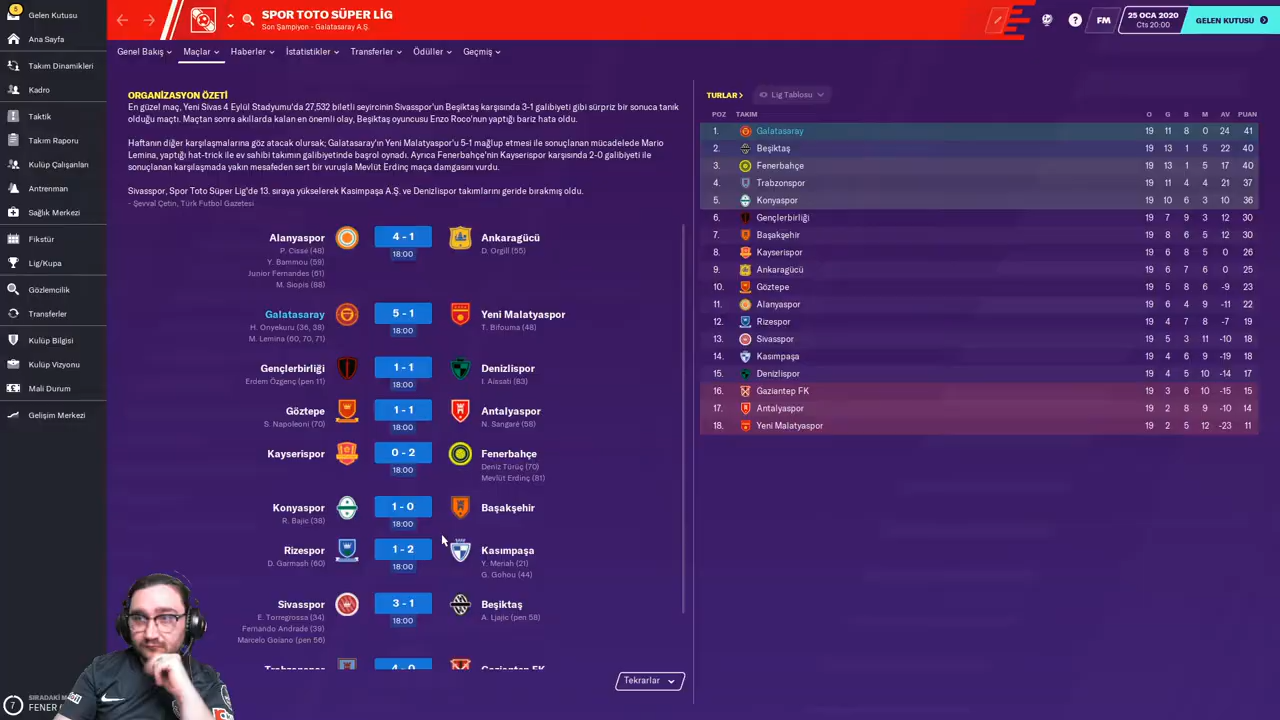 5
Gelen Kutusu
Ana Sayfa
Takım Dinamikleri
Kadro
Taktik
Takım Raporu
Kulüp Çalışanları
Antrenman
Sağlık Merkezi
Fikstür
Lig/Kupa
Gözlemcilik
Transferler
Kulüp Bilgisi
Kulüp Vizyonu
Mali Durum
Gelişim Merkezi
7
SIRADAKİ M
FENER
SPOR TOTO SÜPER LİG
Son Şampiyon - Galatasaray A.Ş.
?
FM
25 OCA 2020
Cts 20:00
GELEN KUTUSU
Genel Bakış
Maçlar
Haberler
İstatistikler
Transferler
Ödüller
Geçmiş
ORGANİZASYON ÖZETİ
En güzel maç, Yeni Sivas 4 Eylül Stadyumu'da 27,532 biletli seyircinin Sivasspor'un Beşiktaş karşısında 3-1 galibiyeti gibi sürpriz bir sonuca tanık
olduğu maçtı. Maçtan sonra akıllarda kalan en önemli olay, Beşiktaş oyuncusu Enzo Roco'nun yaptığı bariz hata oldu.
Haftanın diğer karşılaşmalarına göz atacak olursak; Galatasaray'ın Yeni Malatyaspor'u 5-1 mağlup etmesi ile sonuçlanan mücadelede Mario
Lemina, yaptığı hat-trick ile ev sahibi takımın galibiyetinde başrol oynadı. Ayrıca Fenerbahçe'nin Kayserispor karşısında 2-0 galibiyeti ile
sonuçlanan karşılaşmada yakın mesafeden sert bir vuruşla Mevlüt Erdinç maça damgasını vurdu.
Sivasspor, Spor Toto Süper Lig'de 13. sıraya yükselerek Kasimpaşa A.Ş. ve Denizlispor takımlarını geride bırakmış oldu.
- Şevval Çetin, Türk Futbol Gazetesi
Alanyaspor 4 - 1 Ankaragücü
P. Cissé (48) 18:00 D. Orgill (55)
Y. Bammou (59)
Junior Fernandes (61)
M. Siopis (88)
Galatasaray 5 - 1 Yeni Malatyaspor
H. Onyekuru (36, 38) 18:00 T. Bifouma (48)
M. Lemina (60, 70, 71)
Gençlerbirliği 1 - 1 Denizlispor
Erdem Özgenç (pen 11) 18:00 I. Aissati (83)
Göztepe 1 - 1 Antalyaspor
S. Napoleoni (70) 18:00 N. Sangaré (58)
Kayserispor 0 - 2 Fenerbahçe
18:00 Deniz Türüç (70)
Mevlüt Erdinç (81)
Konyaspor 1 - 0 Başakşehir
R. Bajic (38) 18:00
Rizespor 1 - 2 Kasımpaşa
D. Garmash (60) 18:00 Y. Meriah (21)
G. Gohou (44)
Sivasspor 3 - 1 Beşiktaş
E. Torregrossa (34) 18:00 A. Ljajic (pen 58)
Fernando Andrade (39)
Marcelo Goiano (pen 56)
Trabzonspor 4 - 0 Gaziantep FK
Tekrarlar
TURLAR >
Lig Tablosu
POZ TAKIM O G B M AV PUAN
1. Galatasaray 19 11 8 0 24 41
2. Beşiktaş 19 13 1 5 22 40
3. Fenerbahçe 19 13 1 5 17 40
4. Trabzonspor 19 11 4 4 21 37
5. Konyaspor 19 10 6 3 10 36
6. Gençlerbirliği 19 7 9 3 12 30
7. Başakşehir 19 8 6 5 12 30
8. Kayserispor 19 6 8 5 0 26
9. Ankaragücü 19 6 7 6 0 25
10. Göztepe 19 5 8 6 -9 23
11. Alanyaspor 19 6 4 9 -11 22
12. Rizespor 19 4 7 8 -7 19
13. Sivasspor 19 5 3 11 -10 18
14. Kasımpaşa 19 4 6 9 -19 18
15. Denizlispor 19 4 5 10 -14 17
16. Gaziantep FK 19 3 6 10 -15 15
17. Antalyaspor 19 2 8 9 -10 14
18. Yeni Malatyaspor 19 2 5 12 -23 11